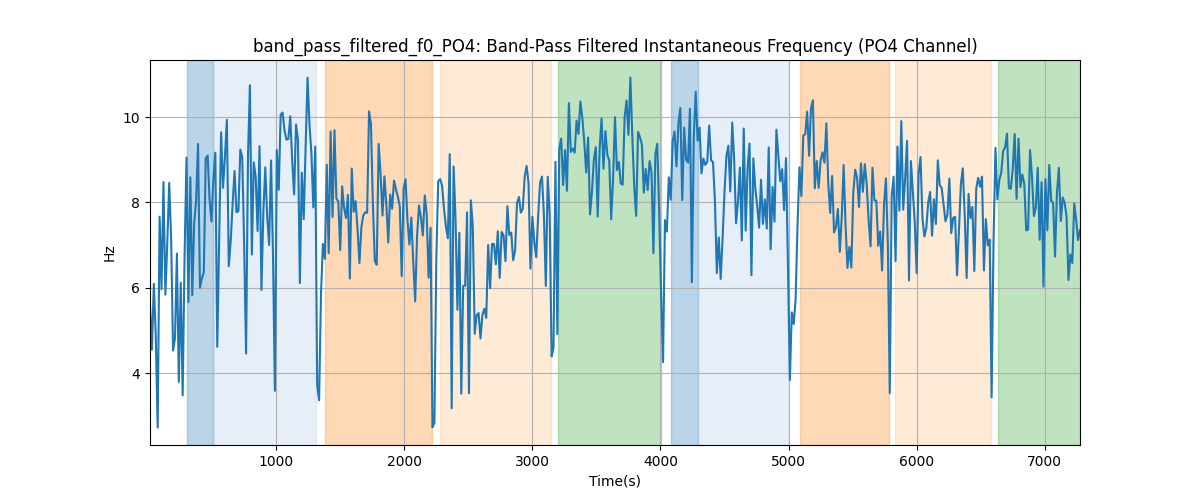 band_pass_filtered_f0_PO4: Band-Pass Filtered Instantaneous Frequency (PO4 Channel)
10
8
6
4
Hz
1000 2000 3000 4000 5000 6000 7000
Time(s)